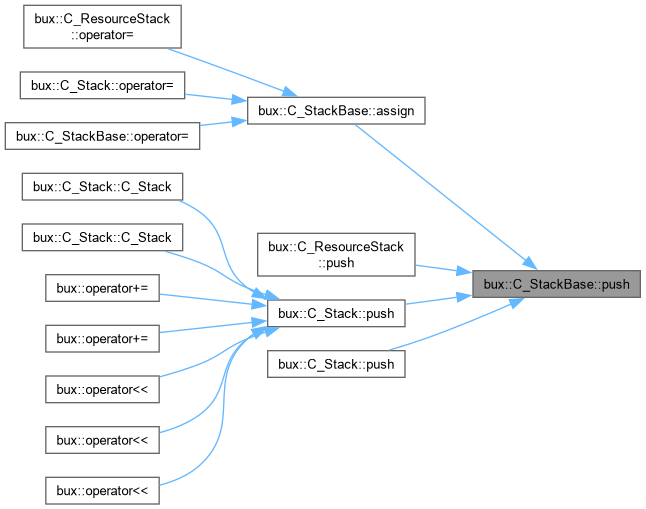 bux::C_ResourceStack
::operator=
bux::C_Stack::operator=
bux::C_StackBase::operator=
bux::C_StackBase::assign
bux::C_Stack::C_Stack
bux::C_Stack::C_Stack
bux::operator+=
bux::operator+=
bux::operator<<
bux::operator<<
bux::operator<<
bux::C_ResourceStack
::push
bux::C_Stack::push
bux::C_Stack::push
bux::C_StackBase::push